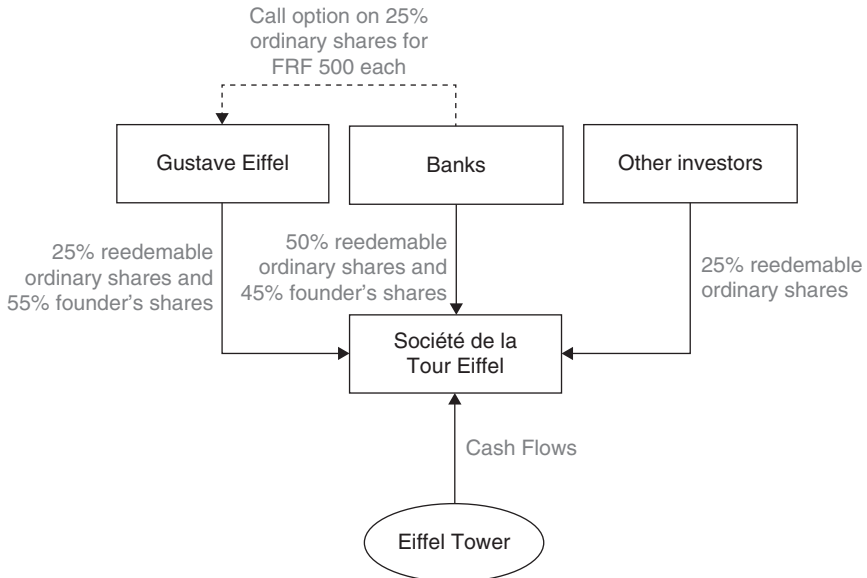 Call option on 25%
ordinary shares for
FRF 500 each
Gustave Eiffel
Banks
Other investors
25% reedemable
ordinary shares and
55% founder's shares
50% reedemable
ordinary shares and
45% founder's shares
25% reedemable
ordinary shares
Société de la
Tour Eiffel
Cash Flows
Eiffel Tower